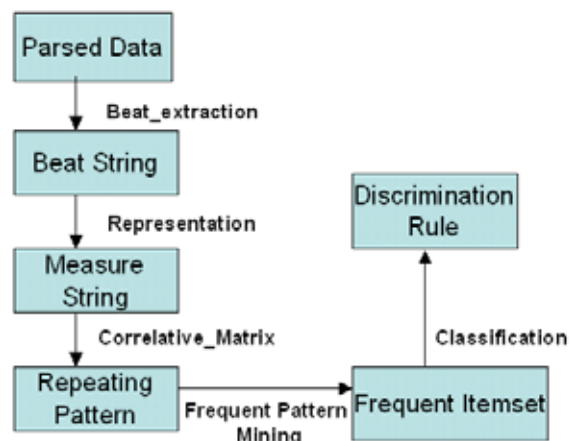 Parsed Data
Beat_extraction
Beat String
Representation
Measure
String
Correlative_Matrix
Repeating
Pattern
Frequent Pattern
Mining
Frequent Itemset
Classification
Discrimination
Rule